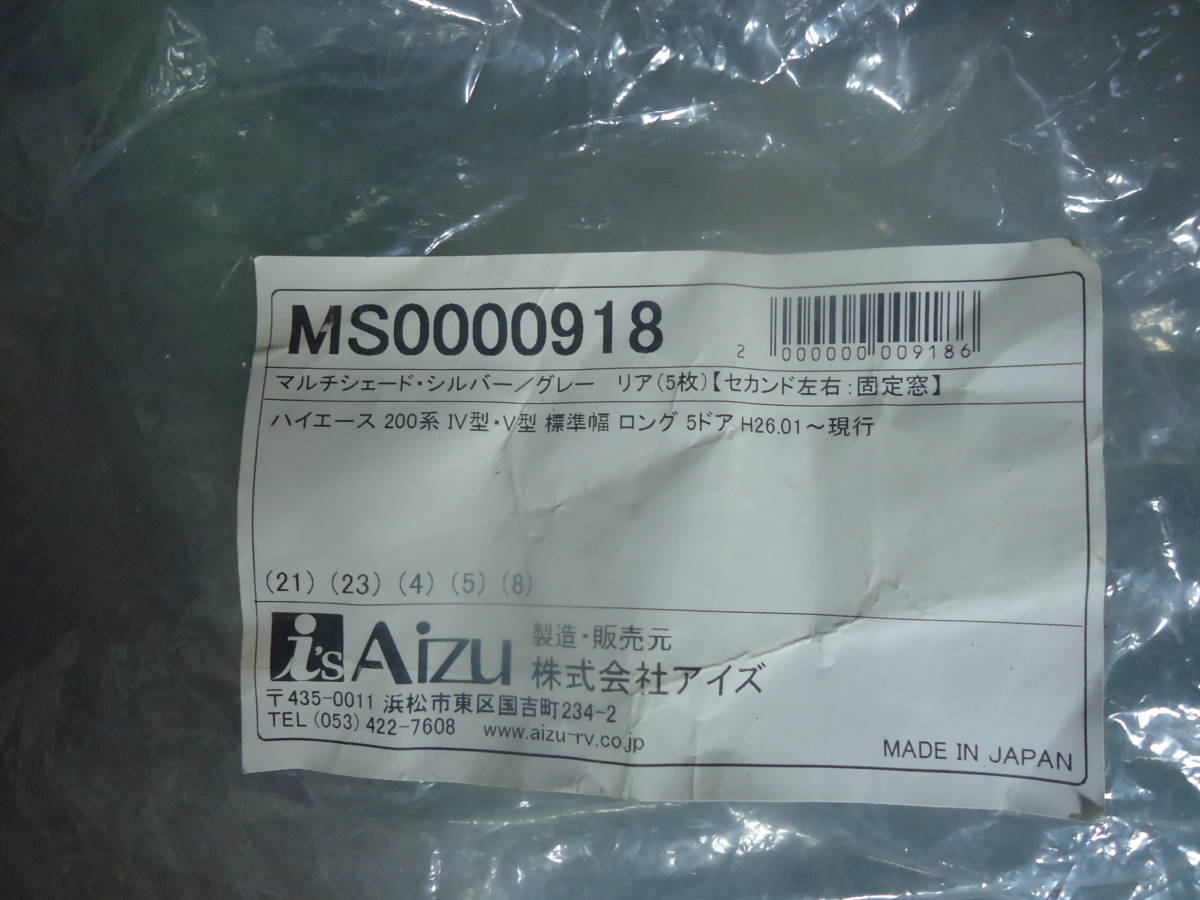 MS0000918
2 000000 009186
マルチシェード・シルバー／グレー リア(5枚)【セカンド左右:固定窓】
ハイエース 200系 Ⅳ型・Ⅴ型 標準幅 ロング 5ドア H26.01～現行
(21) (23) (4) (5) (8)
i's Aizu 製造・販売元
株式会社アイズ
〒435-0011 浜松市東区国吉町234-2
TEL (053) 422-7608 www.aizu-rv.co.jp
MADE IN JAPAN